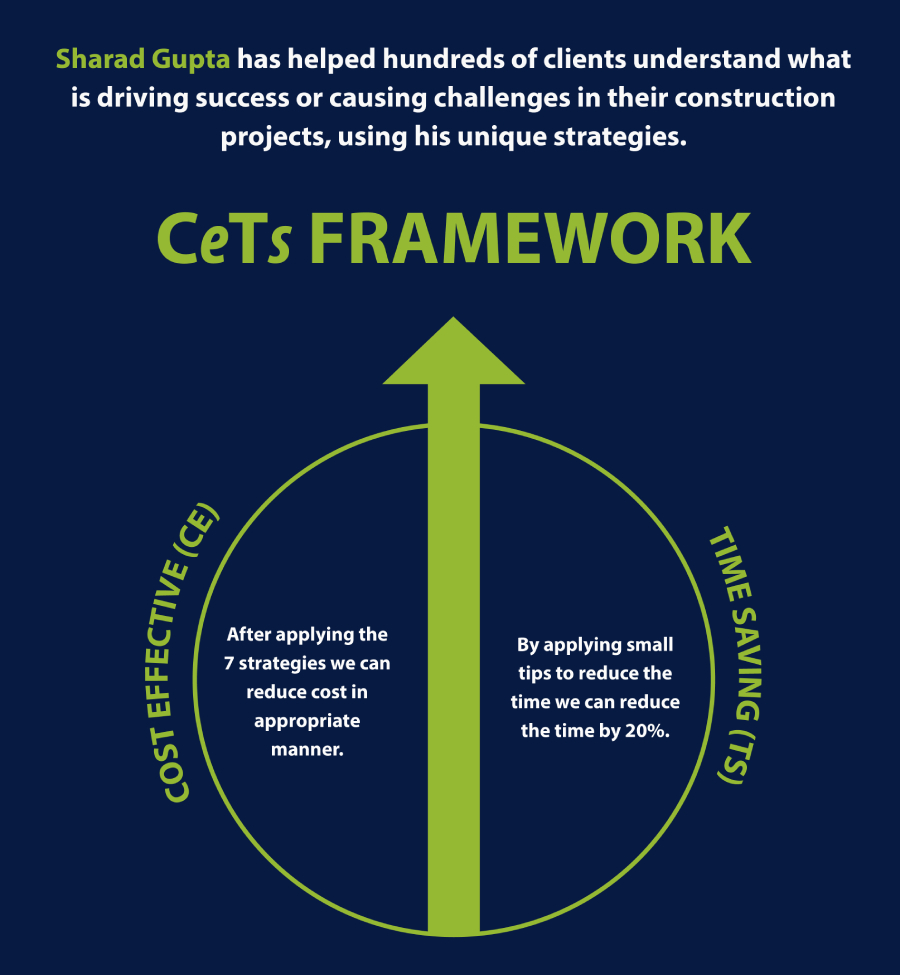 Sharad Gupta has helped hundreds of clients understand what
is driving success or causing challenges in their construction
projects, using his unique strategies.
CeTs FRAMEWORK
COST EFFECTIVE (CE)
After applying the
7 strategies we can
reduce cost in
appropriate
manner.
By applying small
tips to reduce the
time we can reduce
the time by 20%.
TIME SAVING (TS)